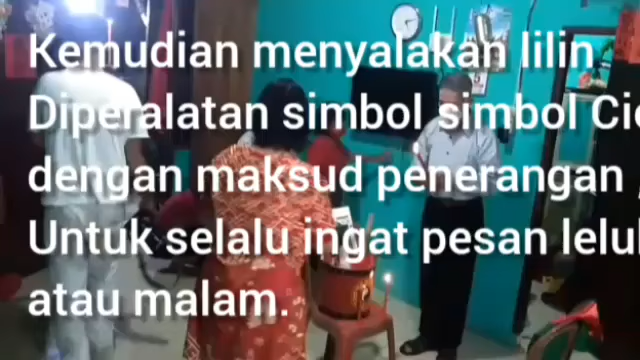 Kemudian menyalakan lilin
Diperalatan simbol simbol
dengan maksud penerangan
Untuk selalu ingat pesan
atau malam.